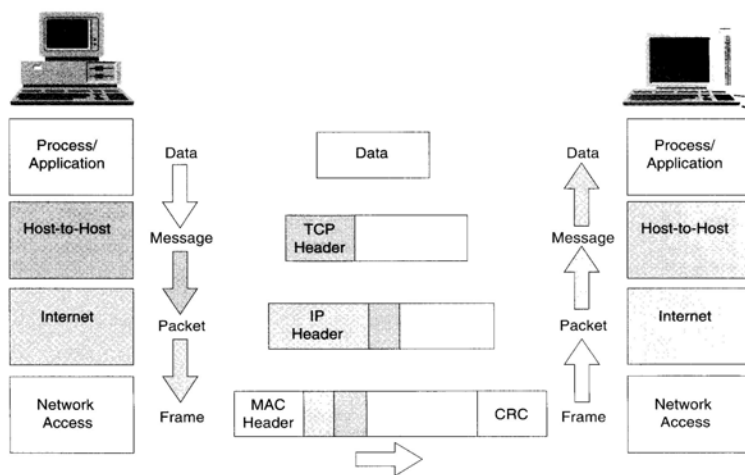 Process/
Application
Data
Data
Data
Process/
Application
Host-to-Host
Message
TCP
Header
Message
Host-to-Host
Internet
Packet
IP
Header
Packet
Internet
Network
Access
Frame
MAC
Header
CRC
Frame
Network
Access